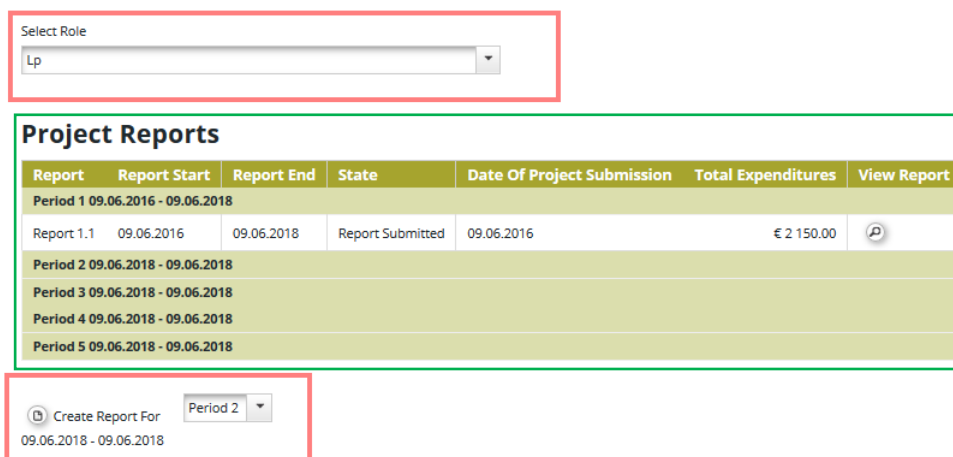 Select Role
Lp
Project Reports
Report Report Start Report End State Date Of Project Submission Total Expenditures View Report
Period 1 09.06.2016 - 09.06.2018
Report 1.1 09.06.2016 09.06.2018 Report Submitted 09.06.2016 € 2 150.00
Period 2 09.06.2018 - 09.06.2018
Period 3 09.06.2018 - 09.06.2018
Period 4 09.06.2018 - 09.06.2018
Period 5 09.06.2018 - 09.06.2018
Create Report For Period 2
09.06.2018 - 09.06.2018